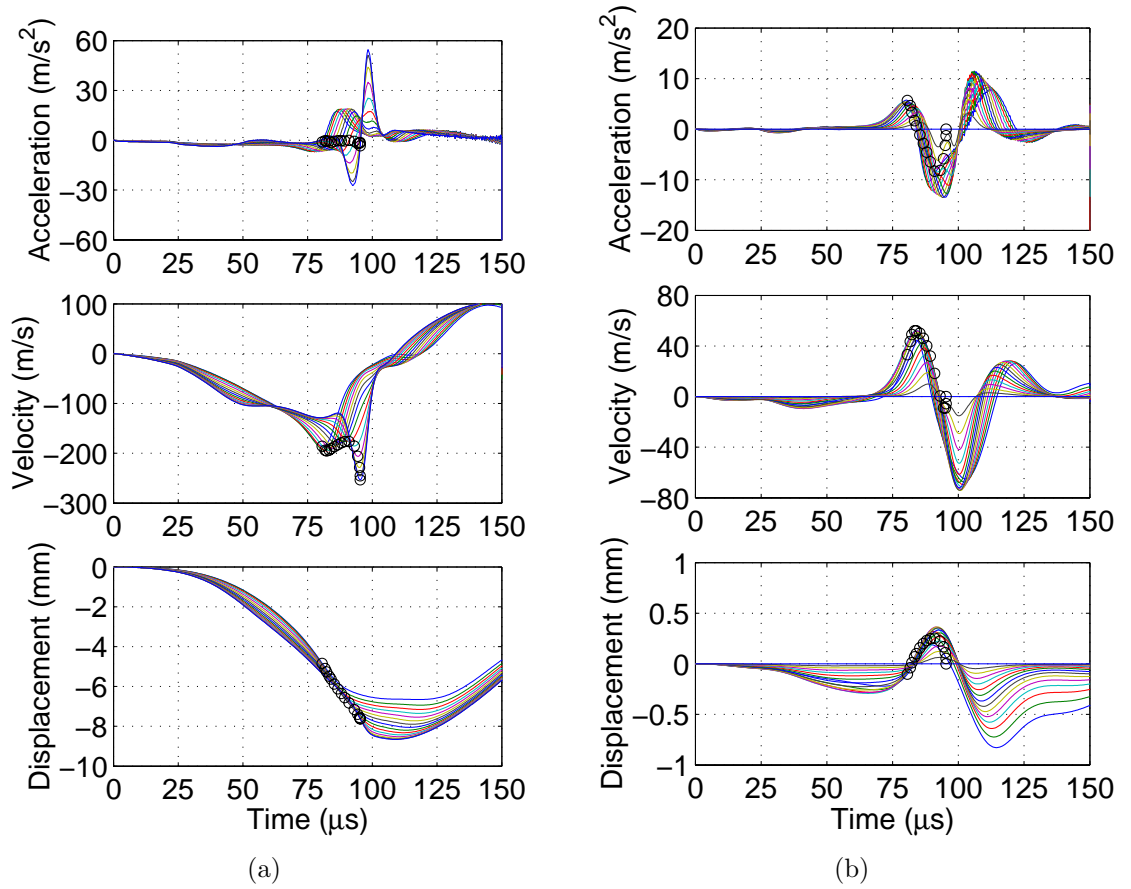 Acceleration (m/s²)
60
30
0
−30
−60
0 25 50 75 100 125 150
Velocity (m/s)
100
0
−100
−200
−300
0 25 50 75 100 125 150
Displacement (mm)
0
−2
−4
−6
−8
−10
0 25 50 75 100 125 150
Time (μs)
(a)
Acceleration (m/s²)
20
10
0
−10
−20
0 25 50 75 100 125 150
Velocity (m/s)
80
40
0
−40
−80
0 25 50 75 100 125 150
Displacement (mm)
1
0.5
0
−0.5
−1
0 25 50 75 100 125 150
Time (μs)
(b)